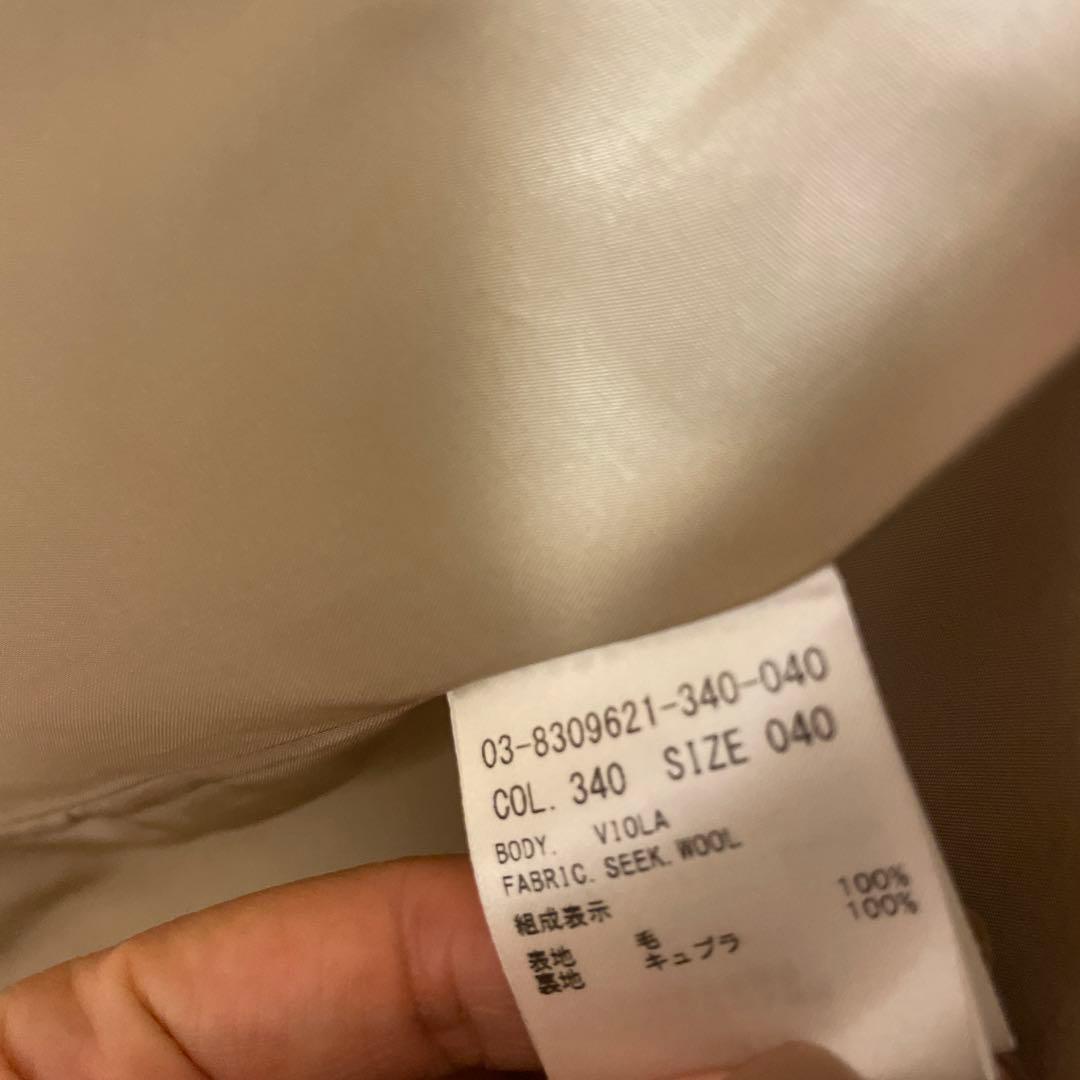 03-8309621-340-040
COL. 340 SIZE 040
BODY. VIOLA
FABRIC. SEEK. WOOL
組成表示
表地 毛 100%
裏地 キュプラ 100%